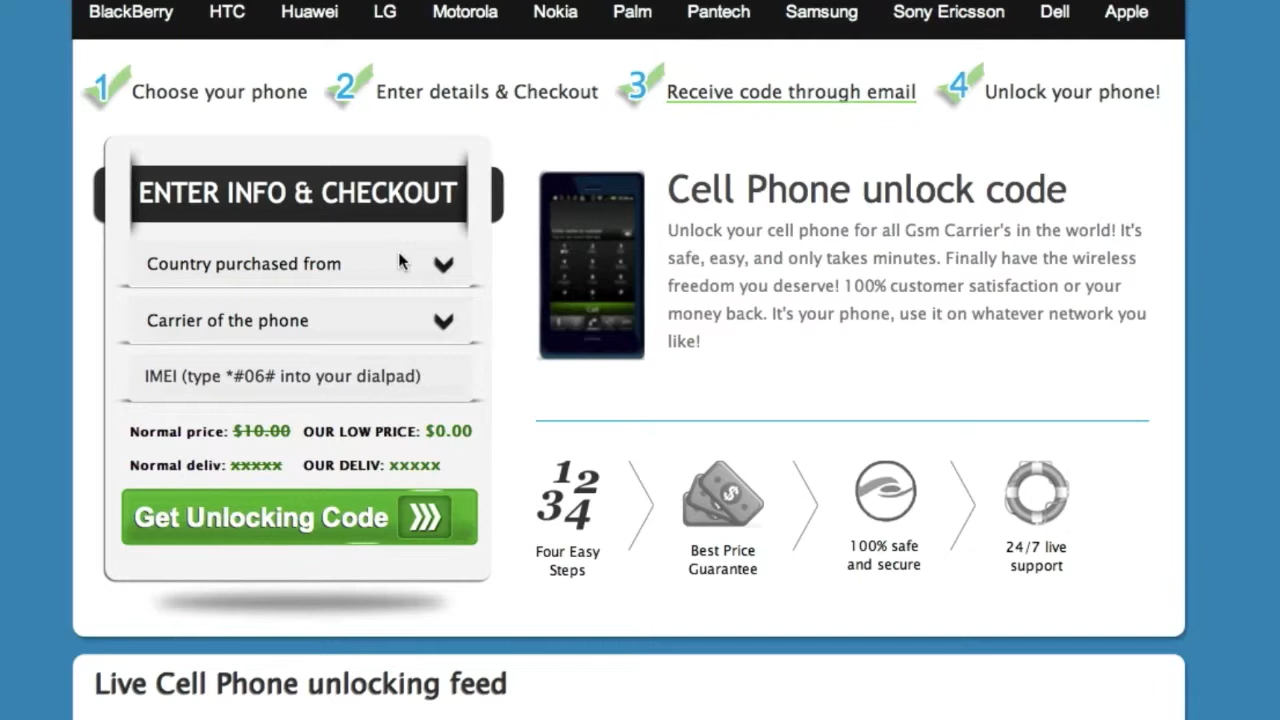 BlackBerry HTC Huawei LG Motorola Nokia Palm Pantech Samsung Sony Ericsson Dell Apple
1 Choose your phone 2 Enter details & Checkout 3 Receive code through email 4 Unlock your phone!
ENTER INFO & CHECKOUT
Country purchased from
Carrier of the phone
IMEI (type *#06# into your dialpad)
Normal price: $10.00 OUR LOW PRICE: $0.00
Normal deliv: xxxxx OUR DELIV: xxxxx
Get Unlocking Code
Cell Phone unlock code
Unlock your cell phone for all Gsm Carrier's in the world! It's
safe, easy, and only takes minutes. Finally have the wireless
freedom you deserve! 100% customer satisfaction or your
money back. It's your phone, use it on whatever network you
like!
1 2
3 4
Four Easy
Steps
Best Price
Guarantee
100% safe
and secure
24/7 live
support
Live Cell Phone unlocking feed